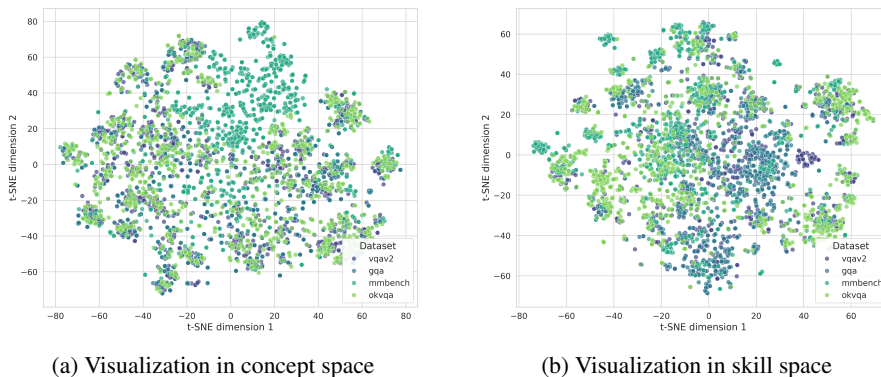 80
60
40
20
0
−20
−40
−60
−80 −60 −40 −20 0 20 40 60 80
t-SNE dimension 2
t-SNE dimension 1
Dataset
vqav2
gqa
mmbench
okvqa
(a) Visualization in concept space
60
40
20
0
−20
−40
−60
−80 −60 −40 −20 0 20 40 60
t-SNE dimension 2
t-SNE dimension 1
Dataset
vqav2
gqa
mmbench
okvqa
(b) Visualization in skill space